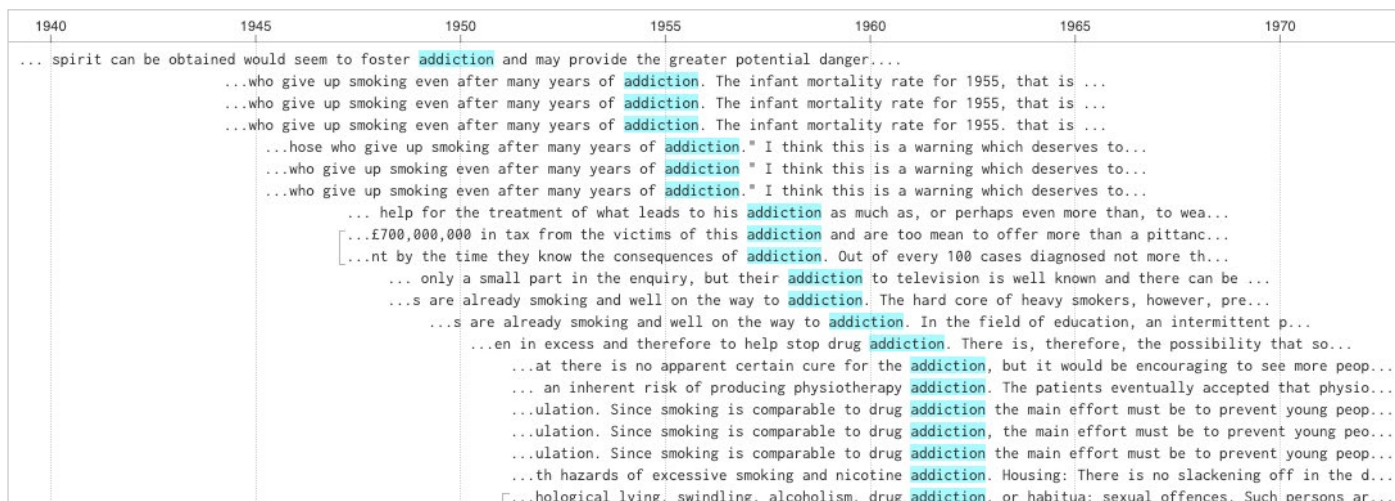 1940 1945 1950 1955 1960 1965 1970
... spirit can be obtained would seem to foster addiction and may provide the greater potential danger....
...who give up smoking even after many years of addiction. The infant mortality rate for 1955, that is ...
...who give up smoking even after many years of addiction. The infant mortality rate for 1955, that is ...
...who give up smoking even after many years of addiction. The infant mortality rate for 1955. that is ...
...hose who give up smoking after many years of addiction." I think this is a warning which deserves to...
...who give up smoking even after many years of addiction " I think this is a warning which deserves to...
...who give up smoking even after many years of addiction." I think this is a warning which deserves to...
... help for the treatment of what leads to his addiction as much as, or perhaps even more than, to wea...
...£700,000,000 in tax from the victims of this addiction and are too mean to offer more than a pittanc...
...nt by the time they know the consequences of addiction. Out of every 100 cases diagnosed not more th...
... only a small part in the enquiry, but their addiction to television is well known and there can be ...
...s are already smoking and well on the way to addiction. The hard core of heavy smokers, however, pre...
...s are already smoking and well on the way to addiction. In the field of education, an intermittent p...
...en in excess and therefore to help stop drug addiction. There is, therefore, the possibility that so...
...at there is no apparent certain cure for the addiction, but it would be encouraging to see more peop...
... an inherent risk of producing physiotherapy addiction. The patients eventually accepted that physio...
...ulation. Since smoking is comparable to drug addiction the main effort must be to prevent young peop...
...ulation. Since smoking is comparable to drug addiction, the main effort must be to prevent young peo...
...ulation. Since smoking is comparable to drug addiction the main effort must be to prevent young peop...
...th hazards of excessive smoking and nicotine addiction. Housing: There is no slackening off in the d...
...hological lying, swindling, alcoholism, drug addiction, or habitua: sexual offences. Such persons ar...